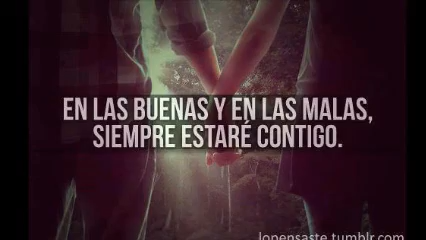 EN LAS BUENAS Y EN LAS MALAS,
SIEMPRE ESTARÉ CONTIGO.
lopensaste.tumblr.com